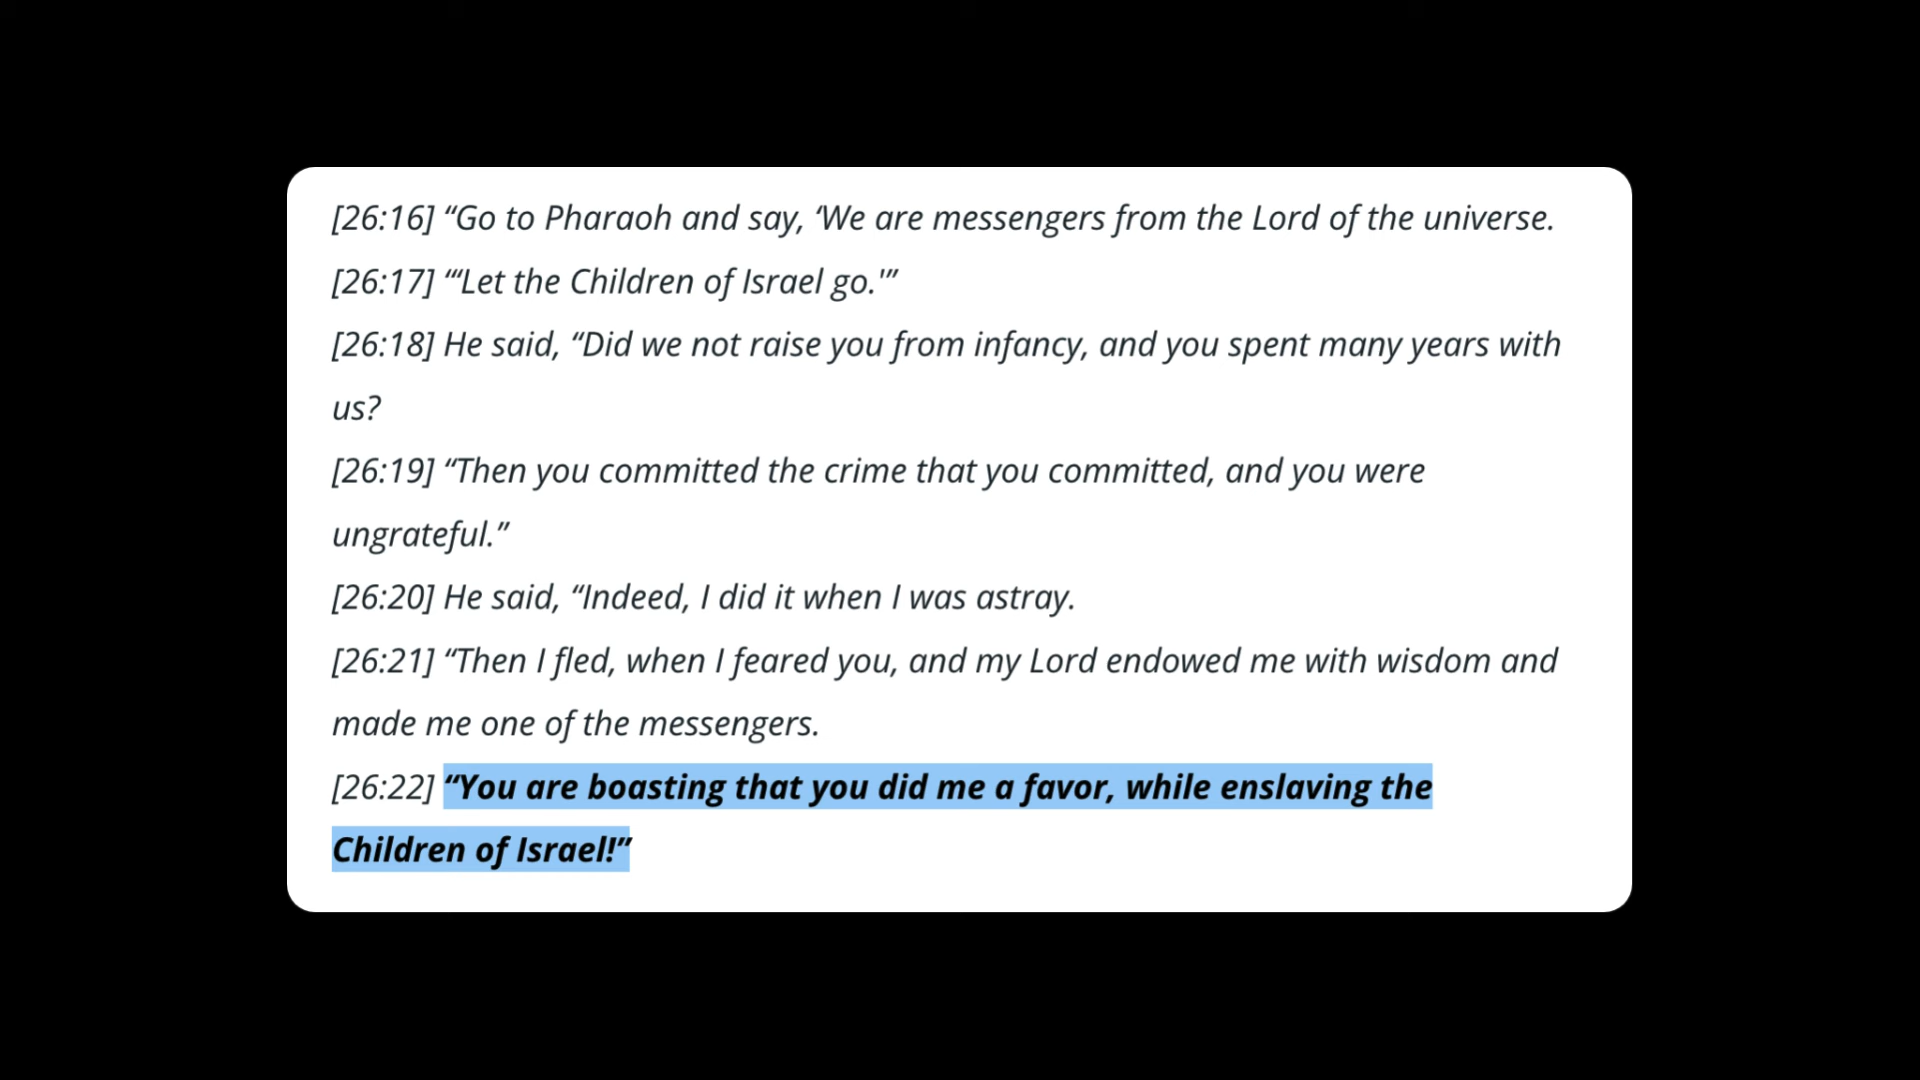 [26:16] “Go to Pharaoh and say, ‘We are messengers from the Lord of the universe.
[26:17] “‘Let the Children of Israel go.'”
[26:18] He said, “Did we not raise you from infancy, and you spent many years with
us?
[26:19] “Then you committed the crime that you committed, and you were
ungrateful.”
[26:20] He said, “Indeed, I did it when I was astray.
[26:21] “Then I fled, when I feared you, and my Lord endowed me with wisdom and
made me one of the messengers.
[26:22] “You are boasting that you did me a favor, while enslaving the
Children of Israel!”